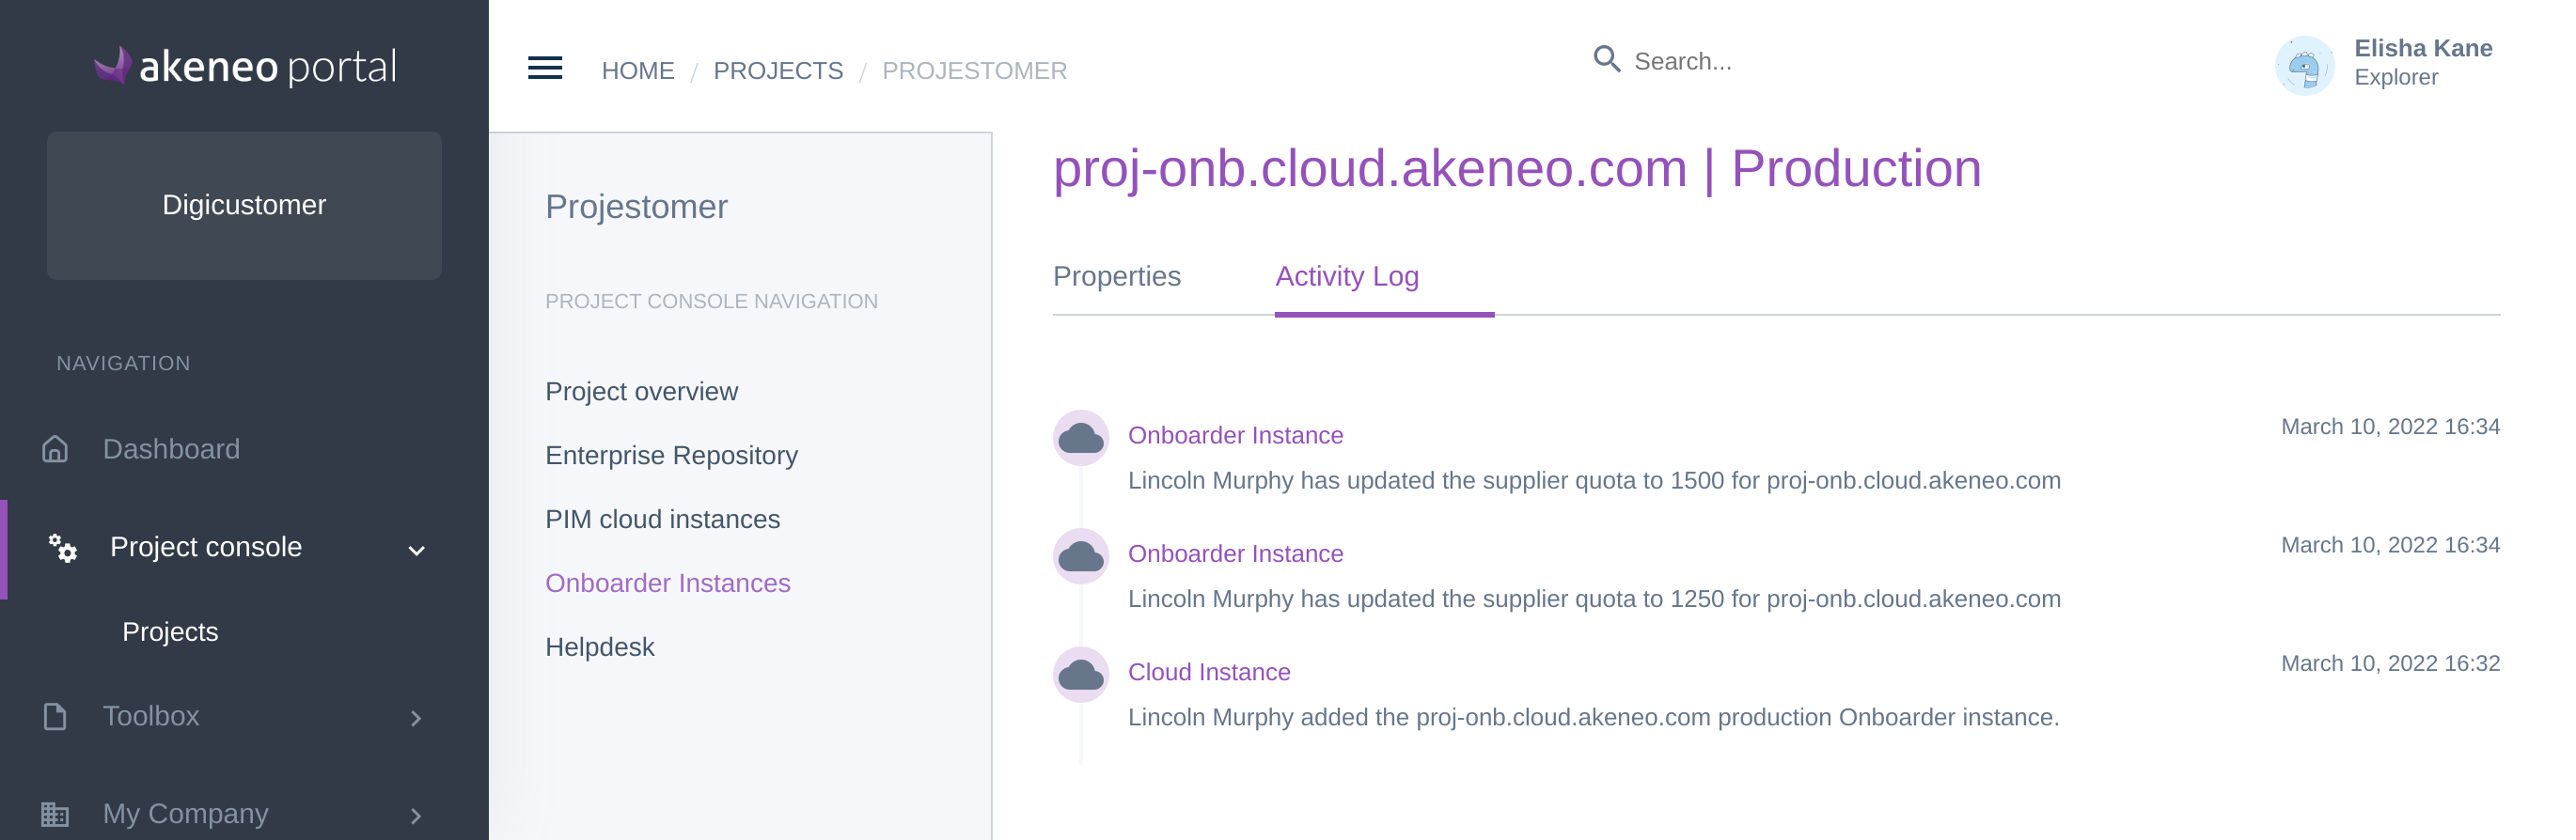 akeneo portal
Digicustomer
NAVIGATION
Dashboard
Project console
Projects
Toolbox
My Company
HOME / PROJECTS / PROJESTOMER
Search...
Elisha Kane
Explorer
Projestomer
PROJECT CONSOLE NAVIGATION
Project overview
Enterprise Repository
PIM cloud instances
Onboarder Instances
Helpdesk
proj-onb.cloud.akeneo.com | Production
Properties
Activity Log
Onboarder Instance
March 10, 2022 16:34
Lincoln Murphy has updated the supplier quota to 1500 for proj-onb.cloud.akeneo.com
Onboarder Instance
March 10, 2022 16:34
Lincoln Murphy has updated the supplier quota to 1250 for proj-onb.cloud.akeneo.com
Cloud Instance
March 10, 2022 16:32
Lincoln Murphy added the proj-onb.cloud.akeneo.com production Onboarder instance.